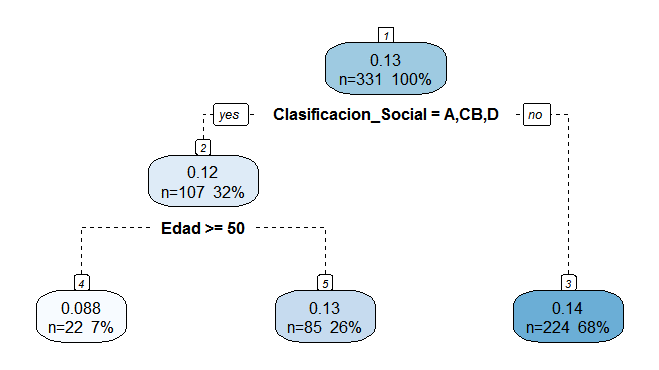 1
0.13
n=331 100%
yes
Clasificacion_Social = A,CB,D
no
2
0.12
n=107 32%
Edad >= 50
4
0.088
n=22 7%
5
0.13
n=85 26%
3
0.14
n=224 68%